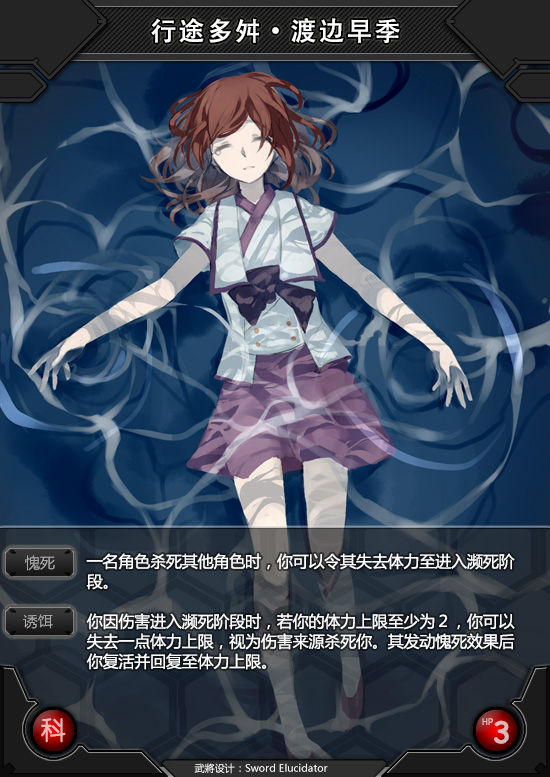 行途多舛·渡边早季
愧死
一名角色杀死其他角色时，你可以令其失去体力至进入濒死阶
段。
诱饵
你因伤害进入濒死阶段时，若你的体力上限至少为2，你可以
失去一点体力上限，视为伤害来源杀死你。其发动愧死效果后
你复活并回复至体力上限。
科
HP 3
武將设计：Sword Elucidator